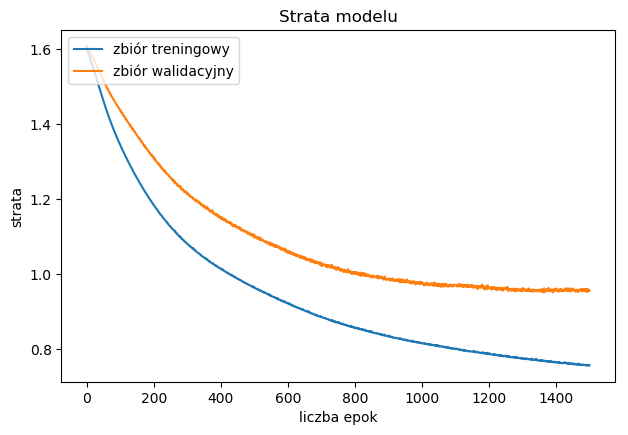 Strata modelu
zbiór treningowy
zbiór walidacyjny
strata
1.6
1.4
1.2
1.0
0.8
0 200 400 600 800 1000 1200 1400
liczba epok